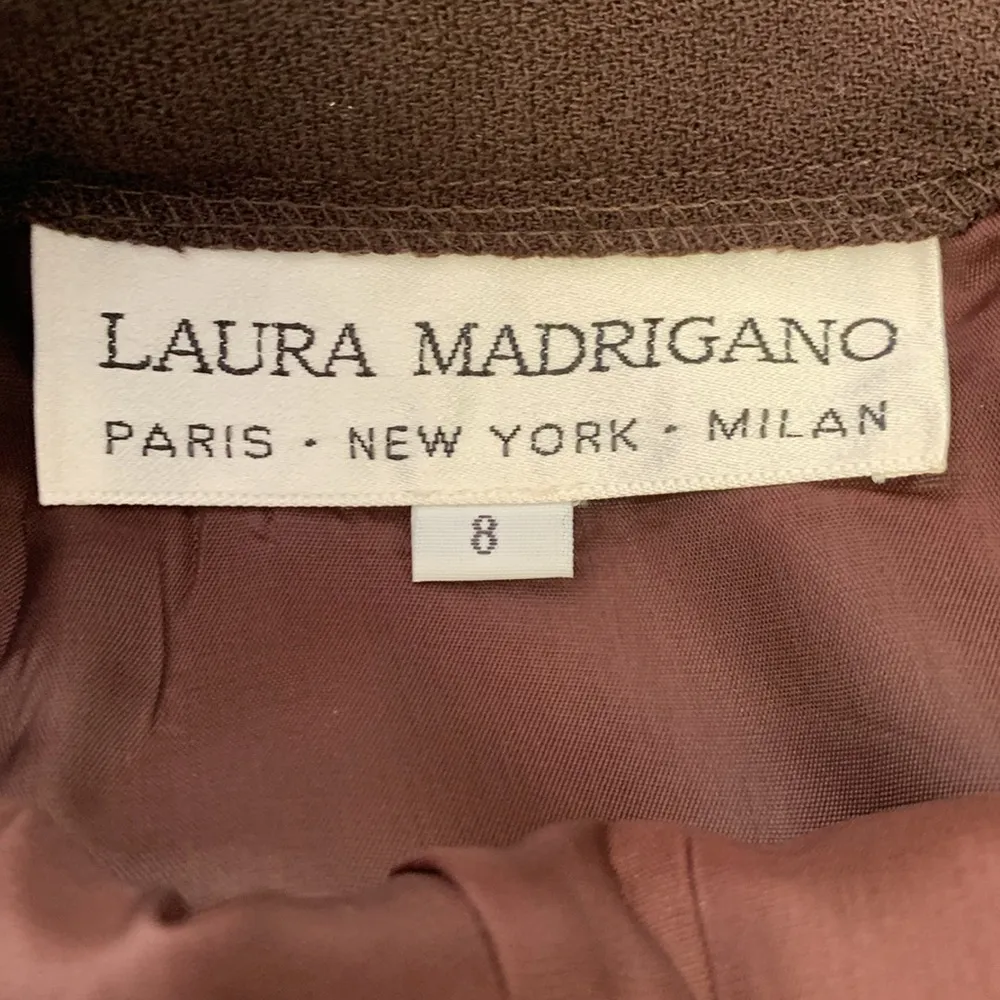 LAURA MADRIGANO
PARIS · NEW YORK · MILAN
8